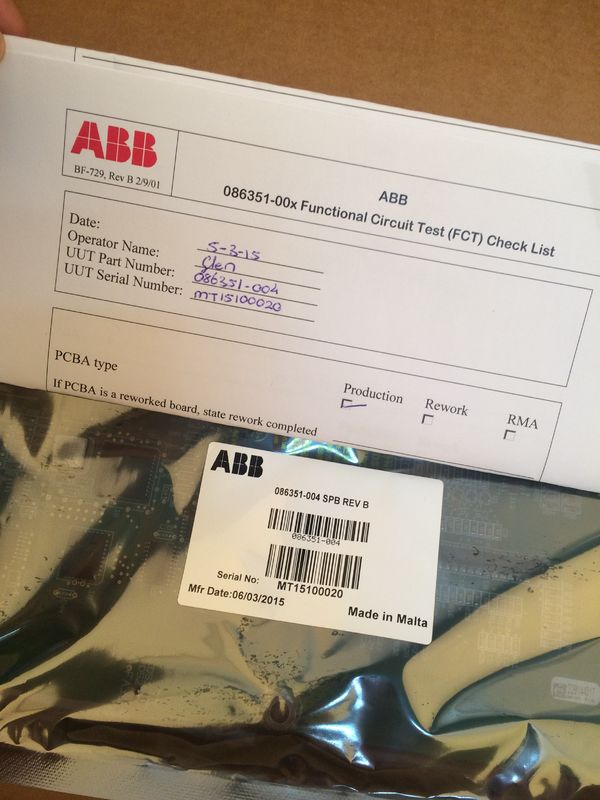 ABB
BF-729, Rev B 2/9/01
ABB
086351-00x Functional Circuit Test (FCT) Check List
Date: 5-3-15
Operator Name: Glen
UUT Part Number: 086351-004
UUT Serial Number: MT15100020
PCBA type
Production
Rework
RMA
If PCBA is a reworked board, state rework completed
ABB
086351-004 SPB REV B
086351-004
Serial No: MT15100020
Mfr Date:06/03/2015
Made in Malta